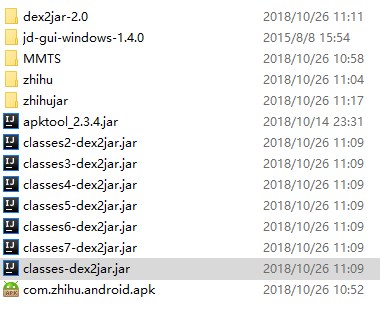 dex2jar-2.0 2018/10/26 11:11
jd-gui-windows-1.4.0 2015/8/8 15:54
MMTS 2018/10/26 10:58
zhihu 2018/10/26 11:04
zhihujar 2018/10/26 11:17
apktool_2.3.4.jar 2018/10/14 23:31
classes2-dex2jar.jar 2018/10/26 11:09
classes3-dex2jar.jar 2018/10/26 11:09
classes4-dex2jar.jar 2018/10/26 11:09
classes5-dex2jar.jar 2018/10/26 11:09
classes6-dex2jar.jar 2018/10/26 11:09
classes7-dex2jar.jar 2018/10/26 11:09
classes-dex2jar.jar 2018/10/26 11:09
com.zhihu.android.apk 2018/10/26 10:52